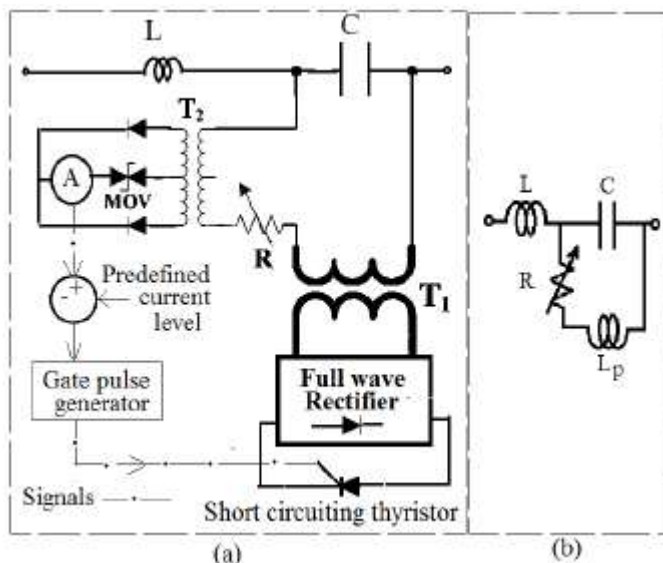 L
C
T2
A
MOV
R
Predefined
current
level
- +
T1
Gate pulse
generator
Full wave
Rectifier
Signals
Short circuiting thyristor
(a)
L
C
R
Lp
(b)